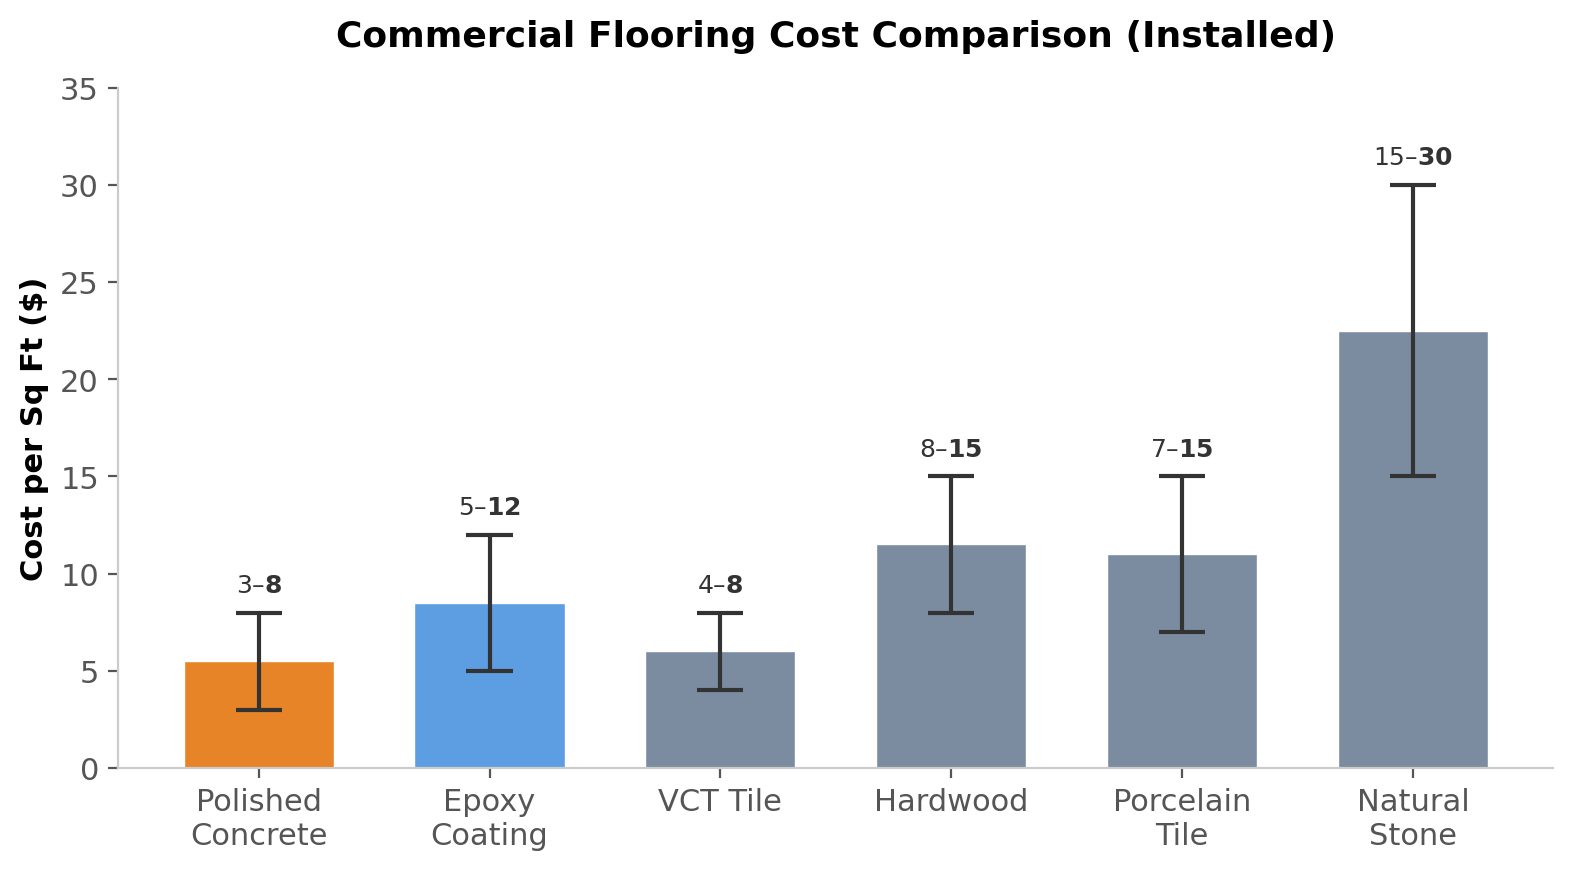 Commercial Flooring Cost Comparison (Installed)
Cost per Sq Ft ($)
35
30
25
20
15
10
5
0
3–8
5–12
4–8
8–15
7–15
15–30
Polished
Concrete
Epoxy
Coating
VCT Tile
Hardwood
Porcelain
Tile
Natural
Stone